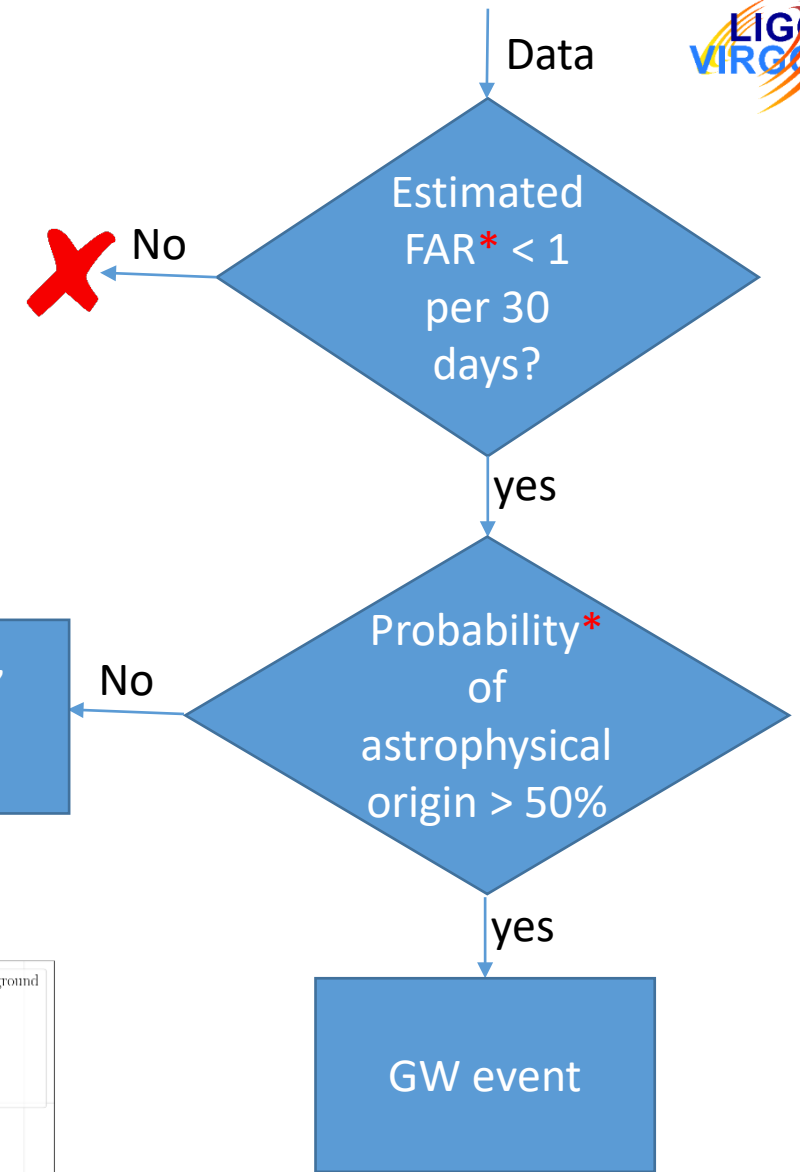 Data
Estimated
FAR* < 1
per 30
days?
No
yes
Probability*
of
astrophysical
origin > 50%
No
yes
GW event